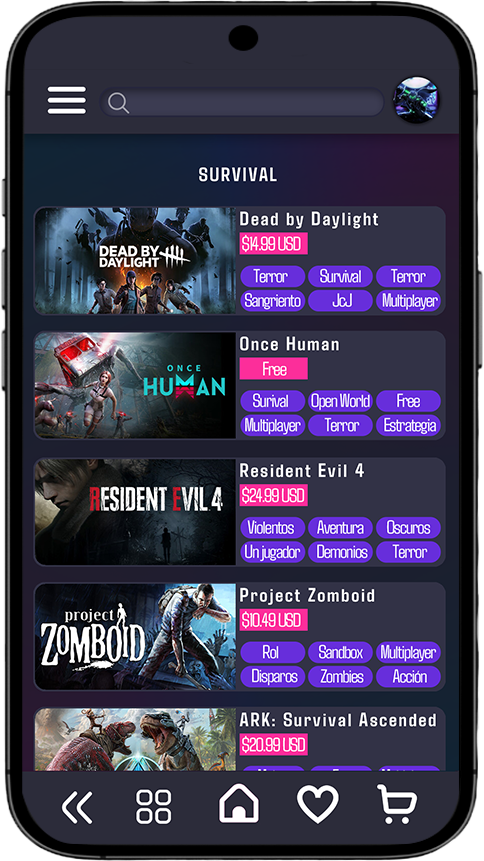 SURVIVAL
DEAD BY
DAYLIGHT
Dead by Daylight
$14.99 USD
Terror Survival Terror
Sangriento JcJ Multiplayer
ONCE
HUMAN
Once Human
Free
Surival Open World Free
Multiplayer Terror Estrategia
RESIDENT EVIL 4
Resident Evil 4
$24.99 USD
Violentos Aventura Oscuros
Un jugador Demonios Terror
project
ZOMBOID
Project Zomboid
$10.49 USD
Rol Sandbox Multiplayer
Disparos Zombies Acción
ARK: Survival Ascended
$20.99 USD